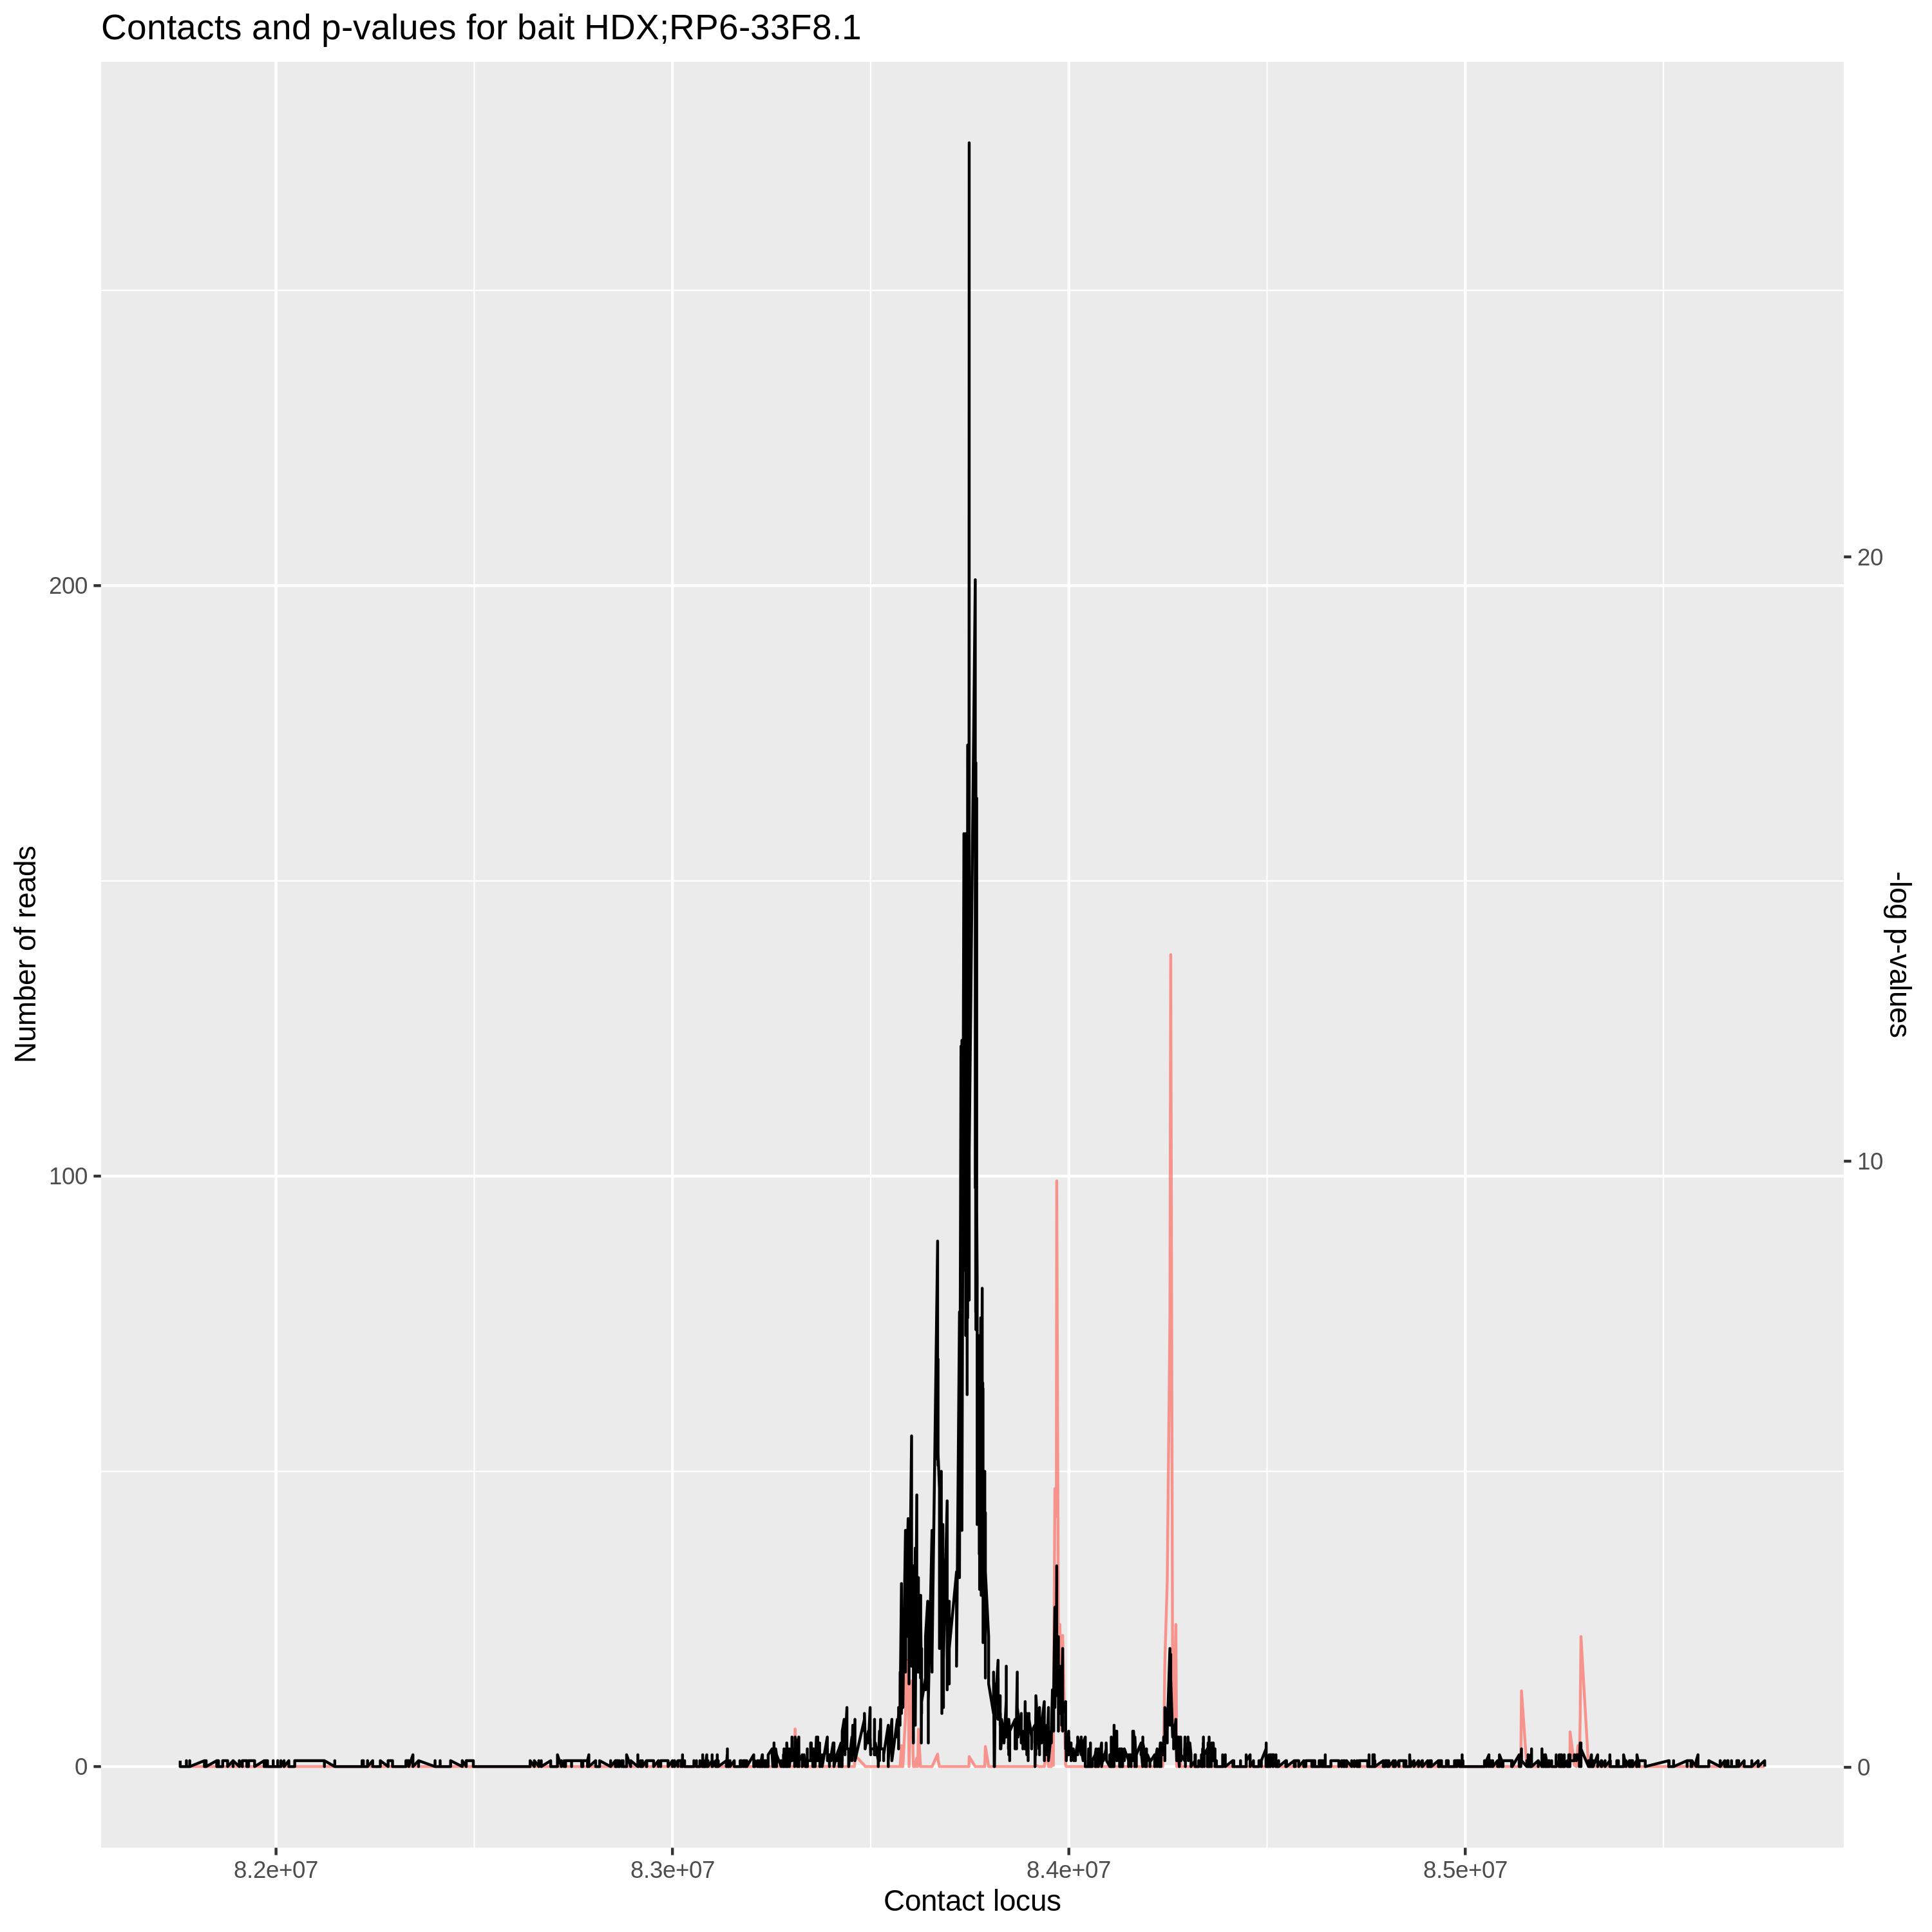 Contacts and p-values for bait HDX;RP6-33F8.1
Number of reads
200
100
0
20
10
0
-log p-values
8.2e+07
8.3e+07
8.4e+07
8.5e+07
Contact locus